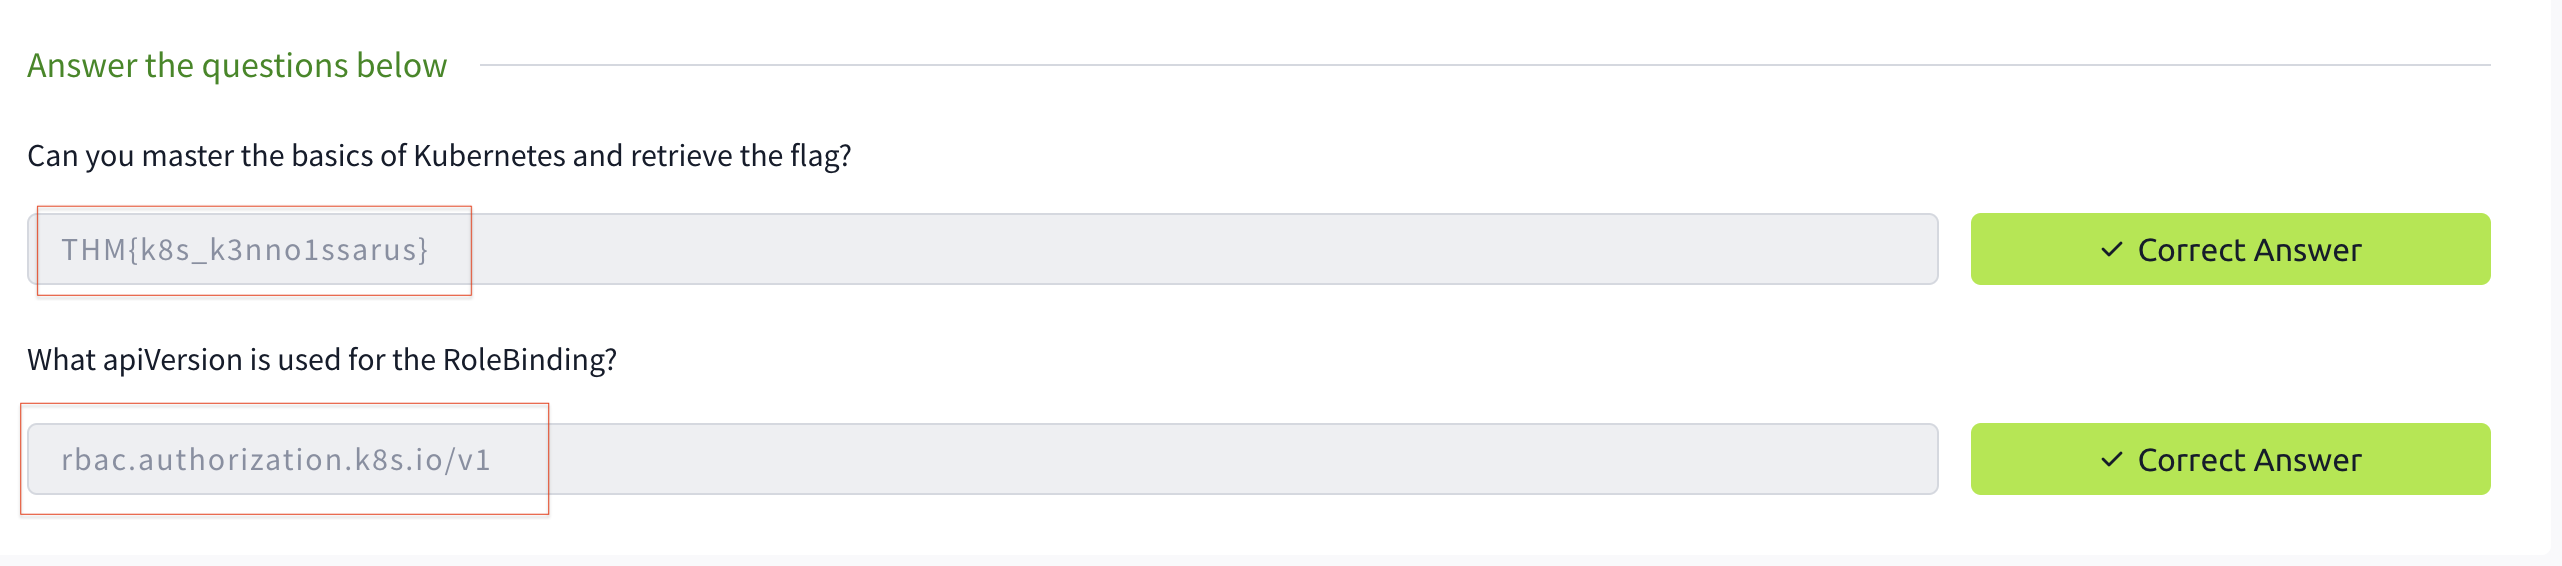 Answer the questions below
Can you master the basics of Kubernetes and retrieve the flag?
THM{k8s_k3nno1ssarus}
✓ Correct Answer
What apiVersion is used for the RoleBinding?
rbac.authorization.k8s.io/v1
✓ Correct Answer